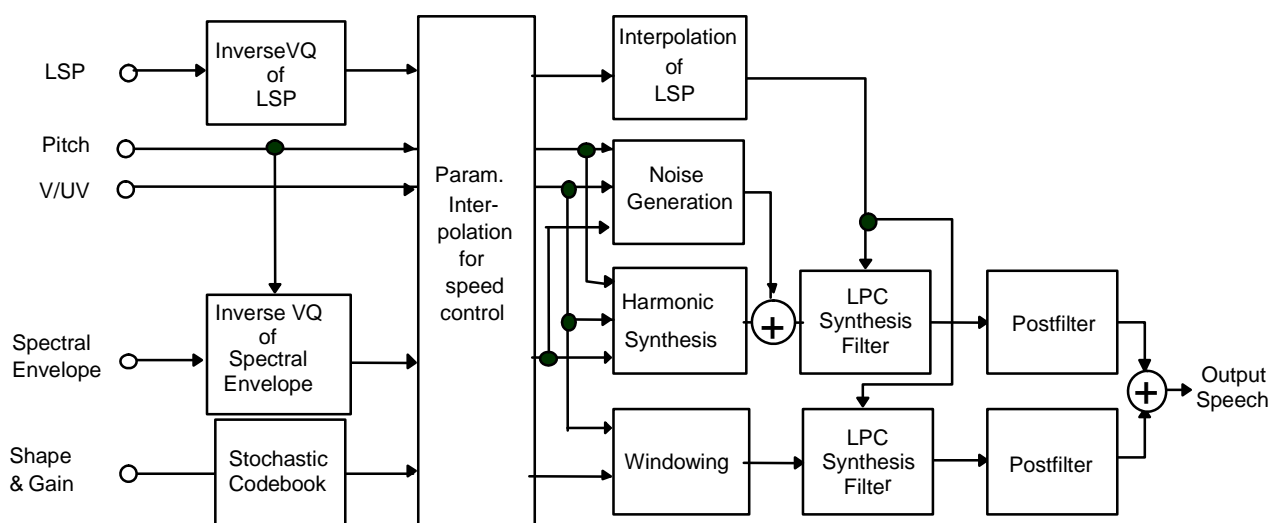 LSP
InverseVQ
of
LSP
Interpolation
of
LSP
Pitch
V/UV
Param.
Inter-
polation
for
speed
control
Noise
Generation
Harmonic
Synthesis
+
LPC
Synthesis
Filter
Postfilter
Spectral
Envelope
Inverse VQ
of
Spectral
Envelope
+
Output
Speech
Shape
& Gain
Stochastic
Codebook
Windowing
LPC
Synthesis
Filter
Postfilter